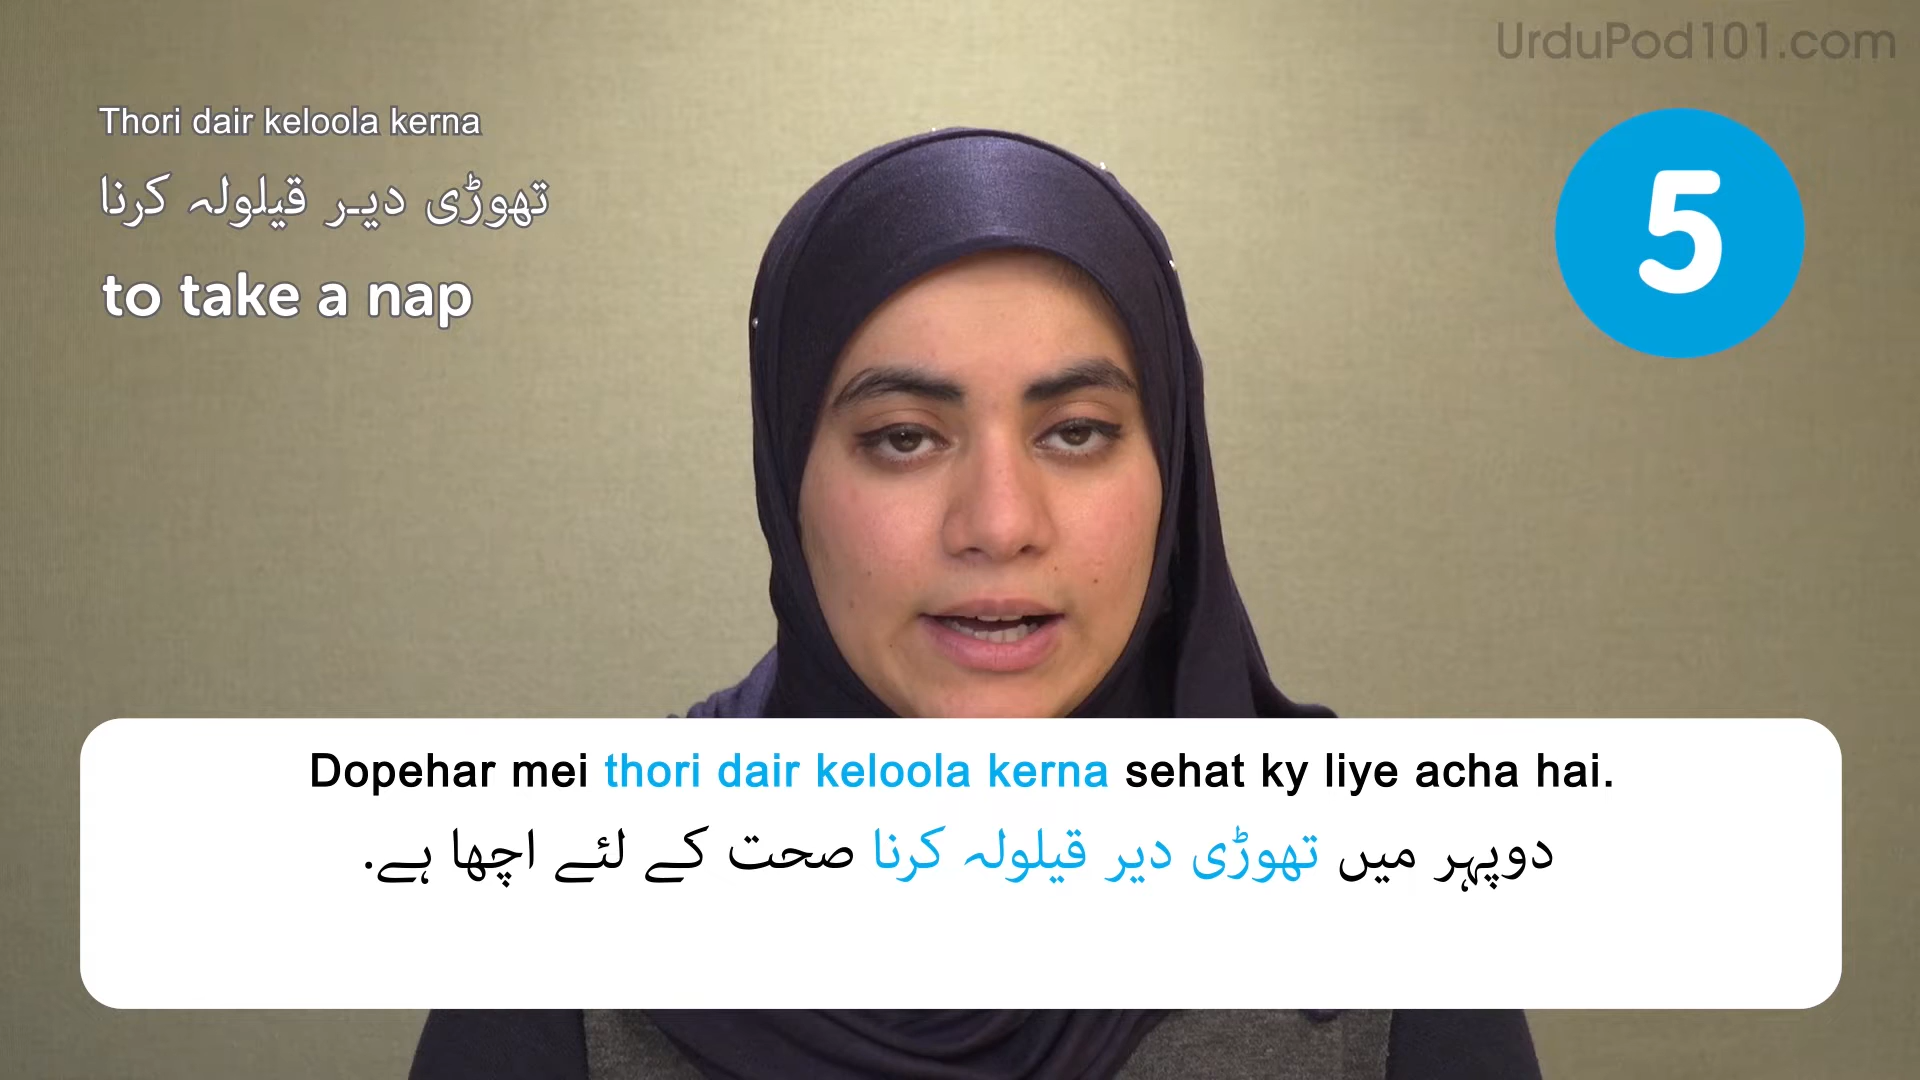 UrduPod101.com
Thori dair keloola kerna
تھوڑی دیر قیلولہ کرنا
to take a nap
5
Dopehar mei thori dair keloola kerna sehat ky liye acha hai.
دوپہر میں تھوڑی دیر قیلولہ کرنا صحت کے لئے اچھا ہے.